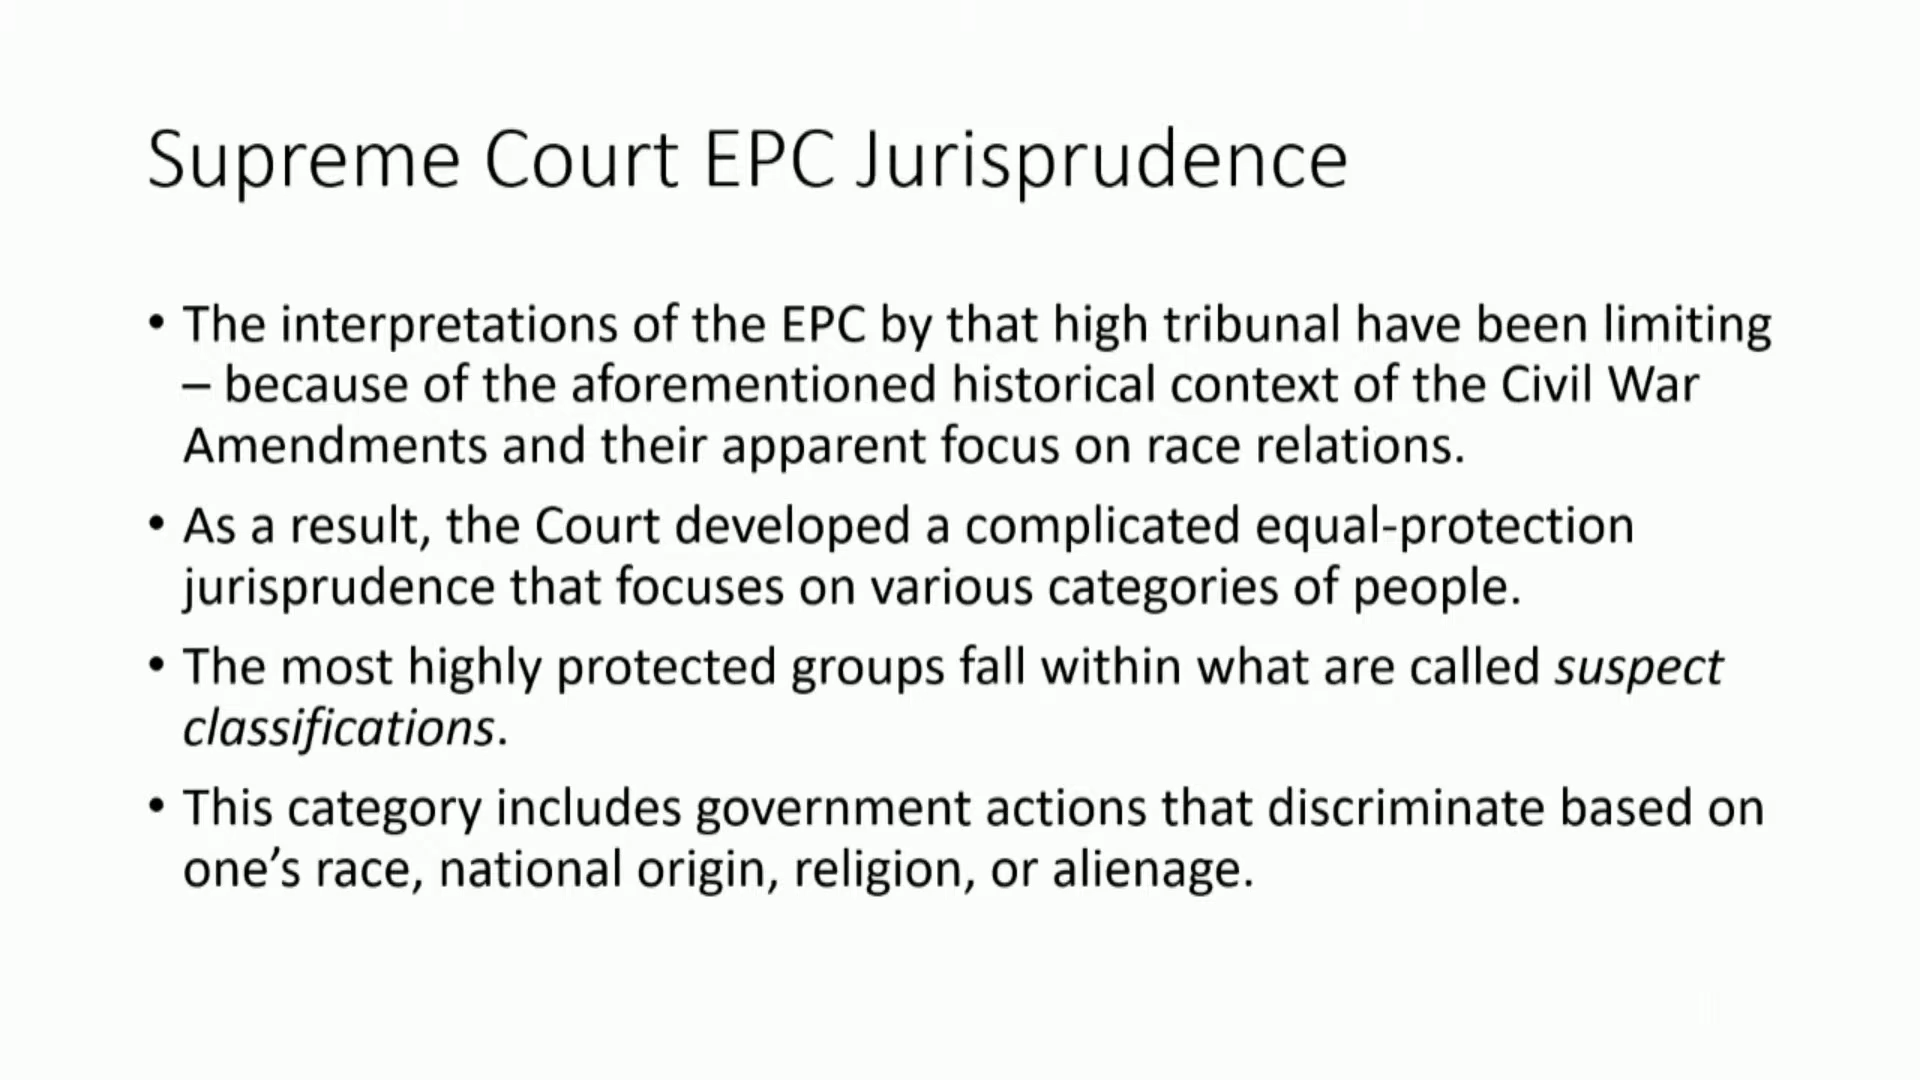 Supreme Court EPC Jurisprudence
• The interpretations of the EPC by that high tribunal have been limiting
– because of the aforementioned historical context of the Civil War
Amendments and their apparent focus on race relations.
• As a result, the Court developed a complicated equal-protection
jurisprudence that focuses on various categories of people.
• The most highly protected groups fall within what are called suspect
classifications.
• This category includes government actions that discriminate based on
one’s race, national origin, religion, or alienage.